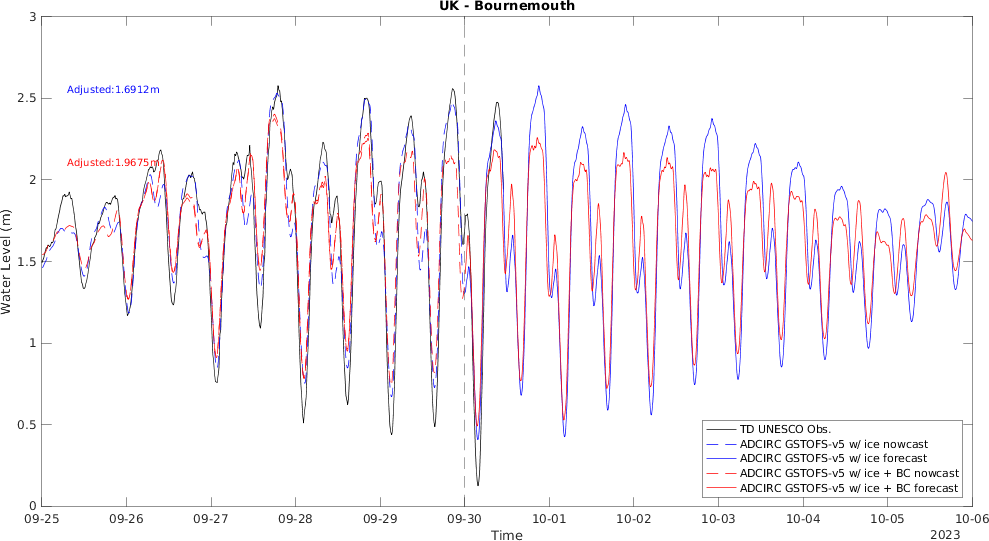 UK - Bournemouth
3
2.5
2
1.5
1
0.5
0
Water Level (m)
Adjusted:1.6912m
Adjusted:1.9675m
TD UNESCO Obs.
ADCIRC GSTOFS-v5 w/ ice nowcast
ADCIRC GSTOFS-v5 w/ ice forecast
ADCIRC GSTOFS-v5 w/ ice + BC nowcast
ADCIRC GSTOFS-v5 w/ ice + BC forecast
09-25 09-26 09-27 09-28 09-29 09-30 10-01 10-02 10-03 10-04 10-05 10-06
Time
2023